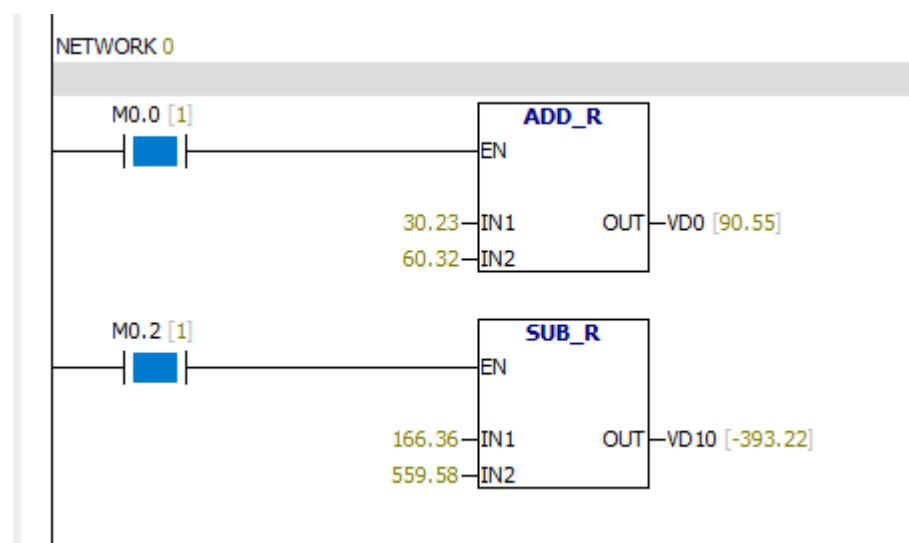 NETWORK 0
M0.0 [1]
ADD_R
EN
30.23 IN1 OUT VD0 [90.55]
60.32 IN2
M0.2 [1]
SUB_R
EN
166.36 IN1 OUT VD10 [-393.22]
559.58 IN2